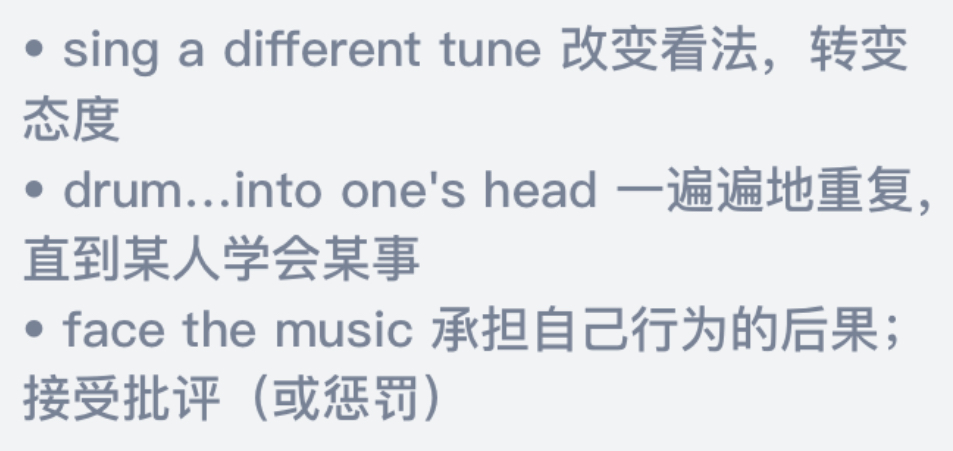 • sing a different tune 改变看法，转变
态度
• drum...into one's head 一遍遍地重复，
直到某人学会某事
• face the music 承担自己行为的后果；
接受批评（或惩罚）